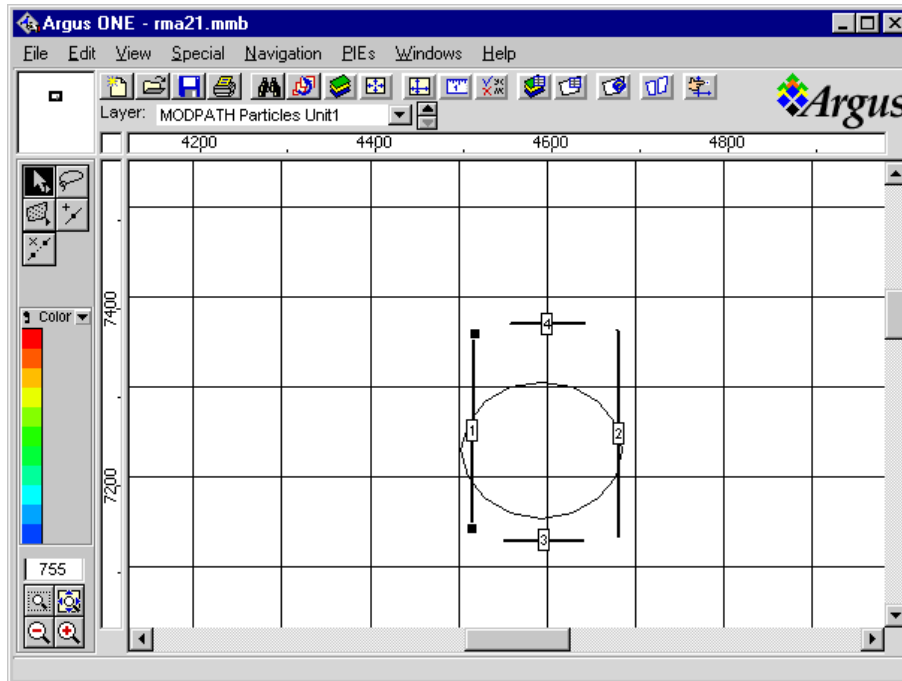 Argus ONE - rma21.mmb
File Edit View Special Navigation PIEs Windows Help
Argus
Layer: MODPATH Particles Unit1
4200 4400 4600 4800
7400
Color
4
1
2
7200
3
755